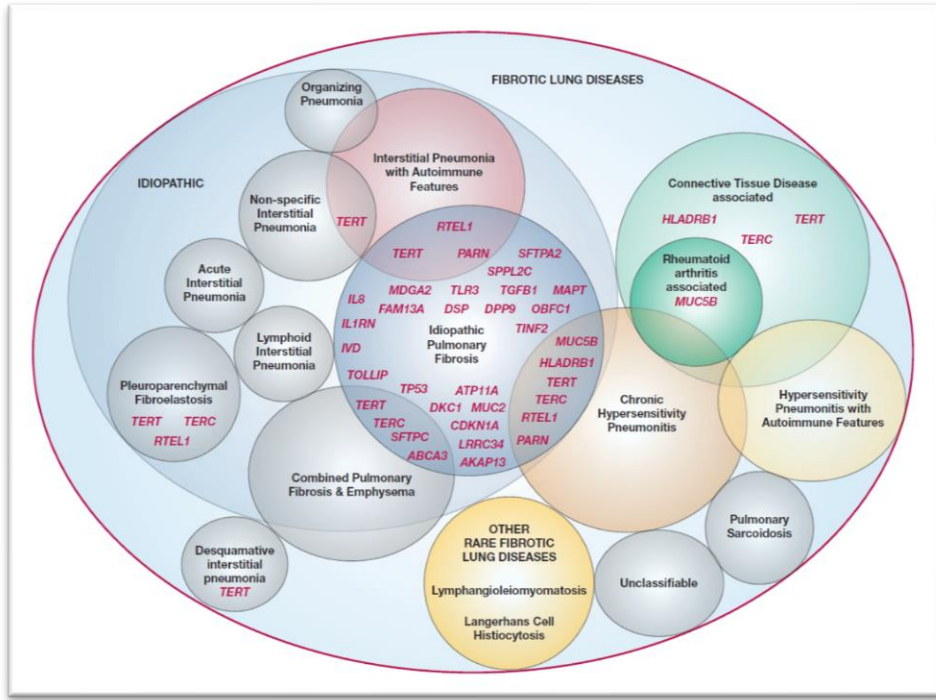 FIBROTIC LUNG DISEASES
IDIOPATHIC
Organizing
Pneumonia
Interstitial Pneumonia
with Autoimmune
Features
Non-specific
Interstitial
Pneumonia
TERT
Acute
Interstitial
Pneumonia
Lymphoid
Interstitial
Pneumonia
Pleuroparenchymal
Fibroelastosis
TERT TERC
RTEL1
Combined Pulmonary
Fibrosis & Emphysema
Desquamative
interstitial
pneumonia
TERT
RTEL1
TERT PARN SFTPA2
SPPL2C
MDGA2 TLR3 TGFB1 MAPT
IL8
FAM13A DSP DPP9 OBFC1
IL1RN
TINF2
Idiopathic
Pulmonary
Fibrosis
IVD
TOLLIP
TP53 ATP11A
DKC1 MUC2
CDKN1A
LRRC34
AKAP13
TERT
TERC
SFTPC
ABCA3
MUC5B
HLADRB1
TERT
TERC
RTEL1
PARN
Chronic
Hypersensitivity
Pneumonitis
Connective Tissue Disease
associated
HLADRB1 TERT
TERC
Rheumatoid
arthritis
associated
MUC5B
Hypersensitivity
Pneumonitis with
Autoimmune Features
Pulmonary
Sarcoidosis
Unclassifiable
OTHER
RARE FIBROTIC
LUNG DISEASES
Lymphangioleiomyomatosis
Langerhans Cell
Histiocytosis